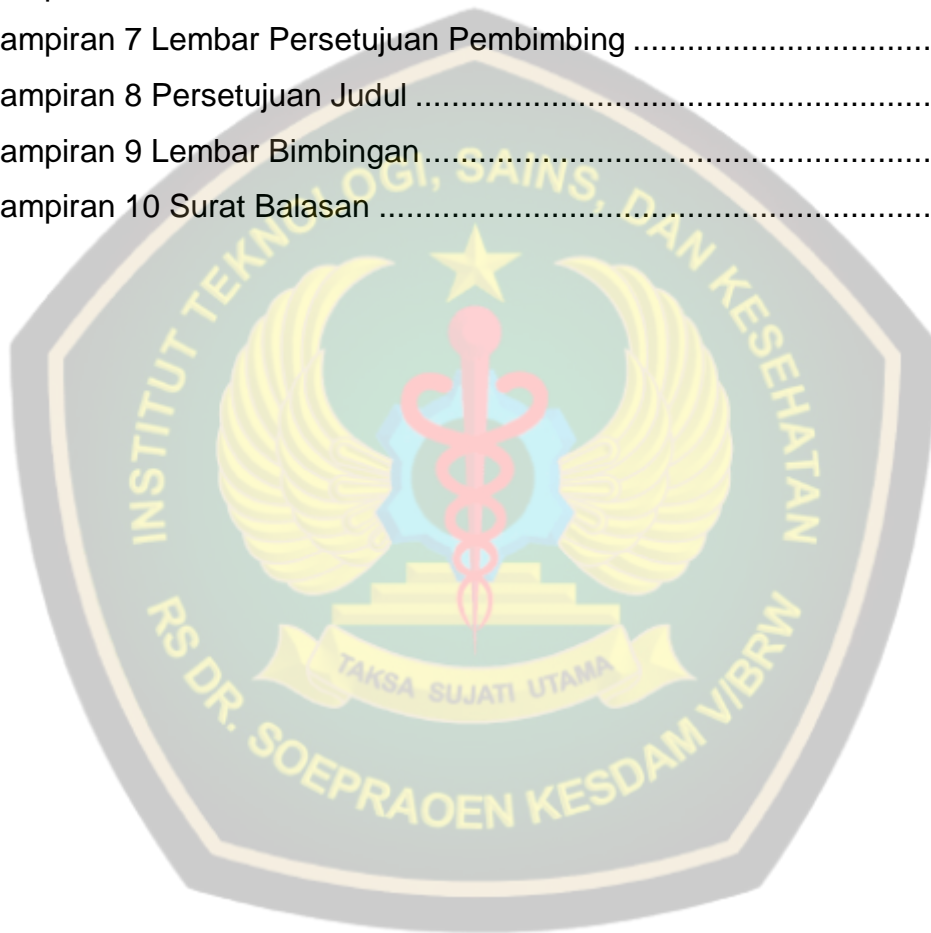 ampiran 7 Lembar Persetujuan Pembimbing ................................
ampiran 8 Persetujuan Judul ..............................................................
ampiran 9 Lembar Bimbingan .............................................................
ampiran 10 Surat Balasan ..................................................................
INSTITUT TEKNOLOGI, SAINS, DAN KESEHATAN
TAKSA SUJATI UTAMA
RS DR. SOEPRAOEN KESDAM V/BRW